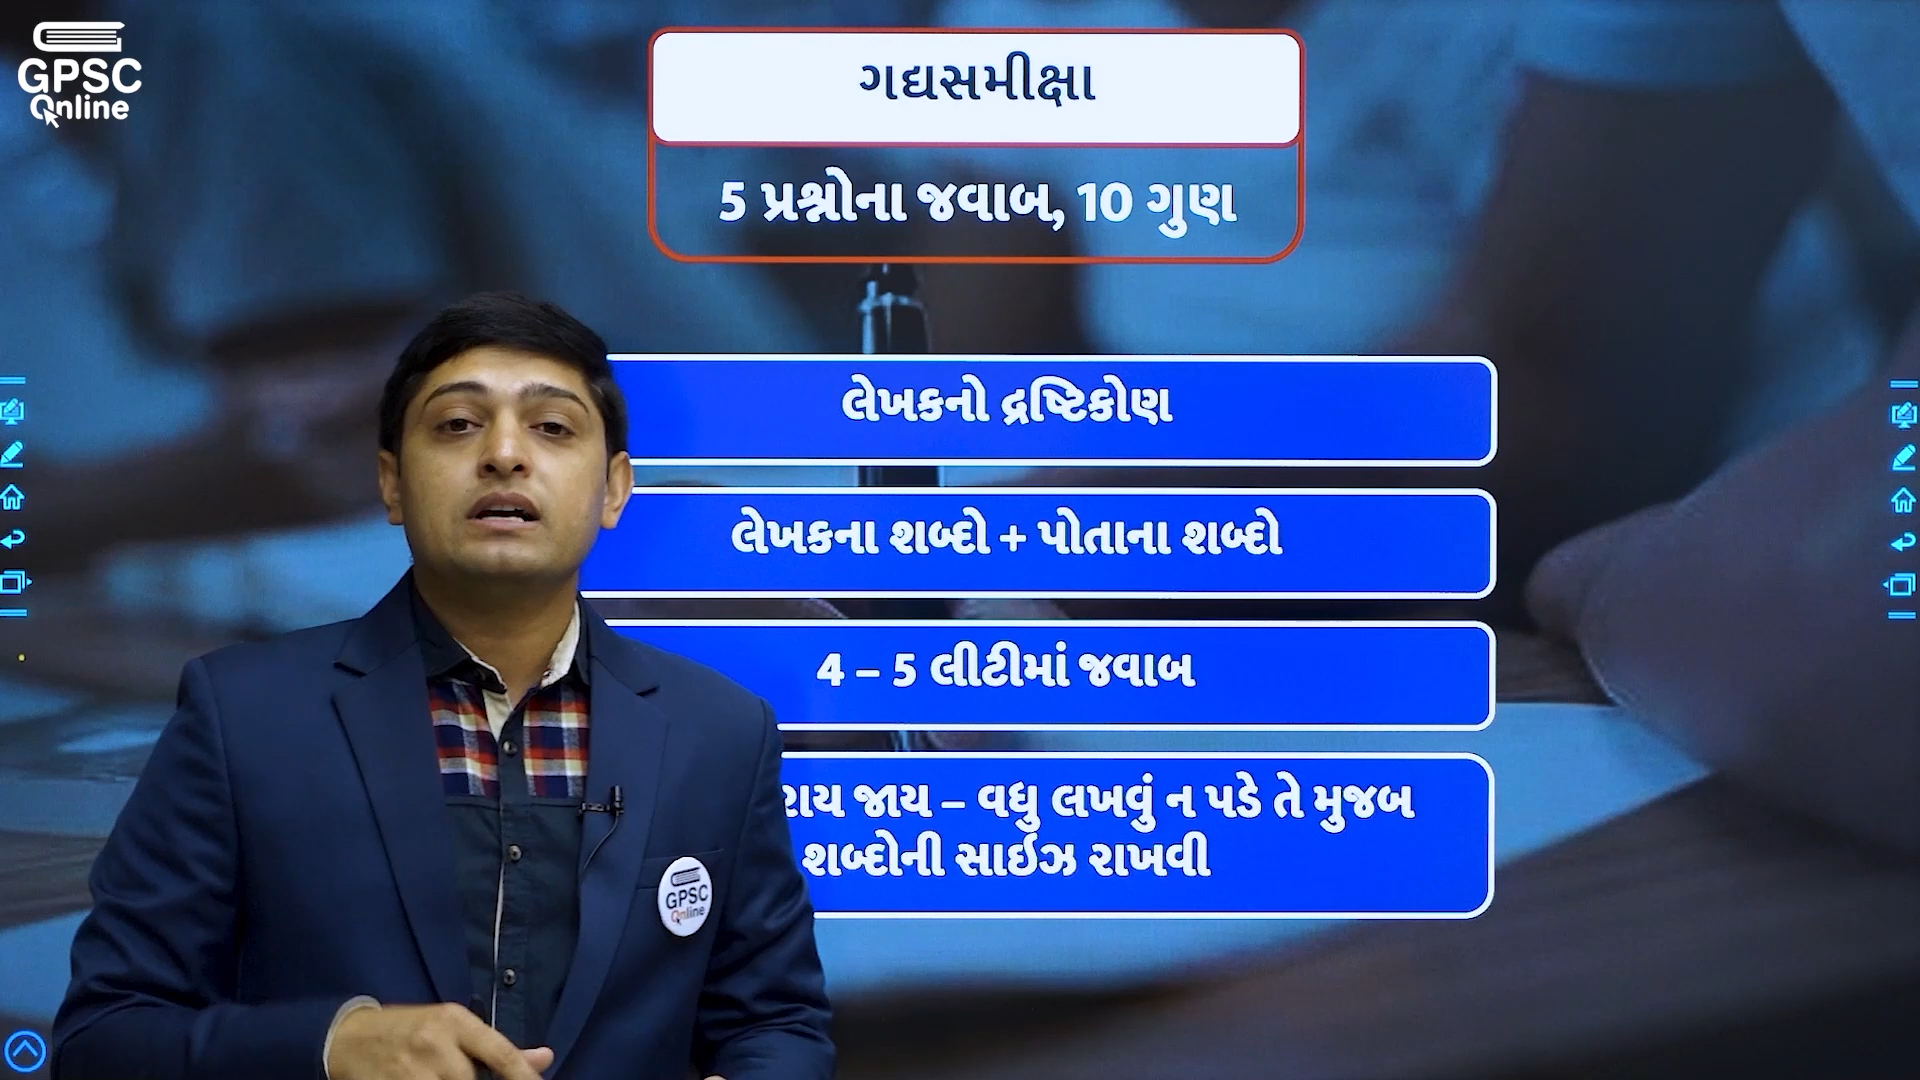 GPSC
Online
ગદ્યસમીક્ષા
5 પ્રશ્નોના જવાબ, 10 ગુણ
લેખકનો દ્રષ્ટિકોણ
લેખકના શબ્દો + પોતાના શબ્દો
4 – 5 લીટીમાં જવાબ
જાય – વધુ લખવું ન પડે તે મુજબ
શબ્દોની સાઇઝ રાખવી
GPSC
Online